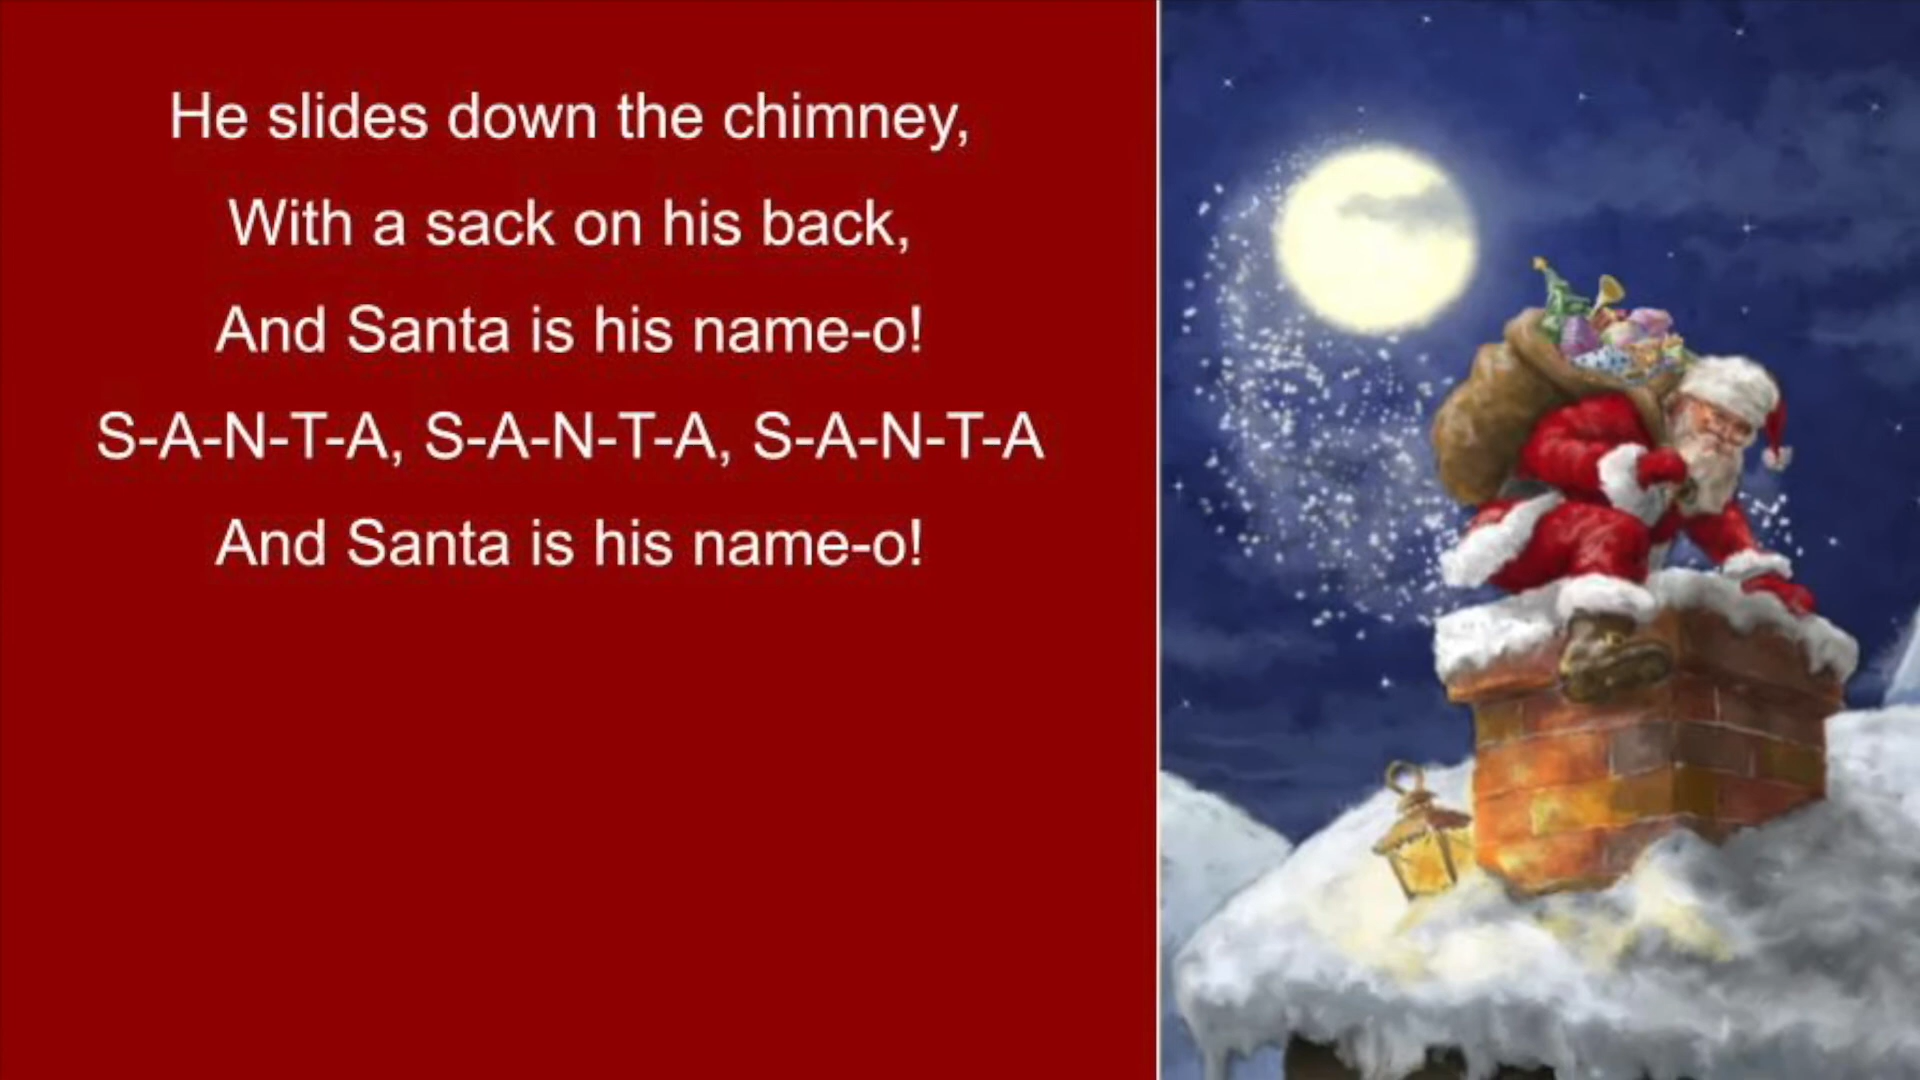 He slides down the chimney,
With a sack on his back,
And Santa is his name-o!
S-A-N-T-A, S-A-N-T-A, S-A-N-T-A
And Santa is his name-o!